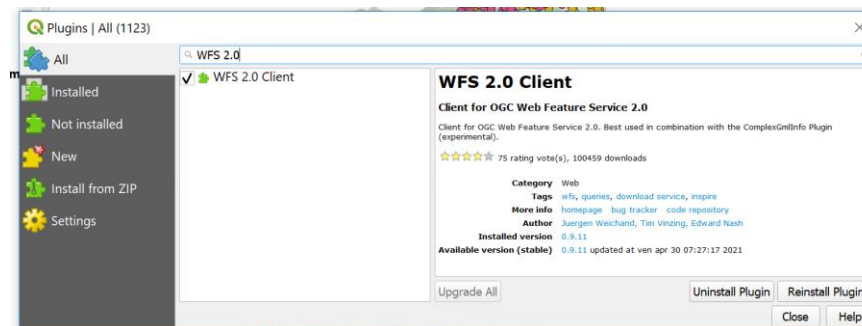 Plugins | All (1123)
All
Installed
Not installed
New
Install from ZIP
Settings
WFS 2.0
WFS 2.0 Client
WFS 2.0 Client
Client for OGC Web Feature Service 2.0
Client for OGC Web Feature Service 2.0. Best used in combination with the ComplexGmlInfo Plugin
(experimental).
75 rating vote(s), 100459 downloads
Category Web
Tags wfs, queries, download service, inspire
More info homepage bug tracker code repository
Author Juergen Weichand, Tim Vinzing, Edward Nash
Installed version 0.9.11
Available version (stable) 0.9.11 updated at ven apr 30 07:27:17 2021
Upgrade All Uninstall Plugin Reinstall Plugin
Close Help